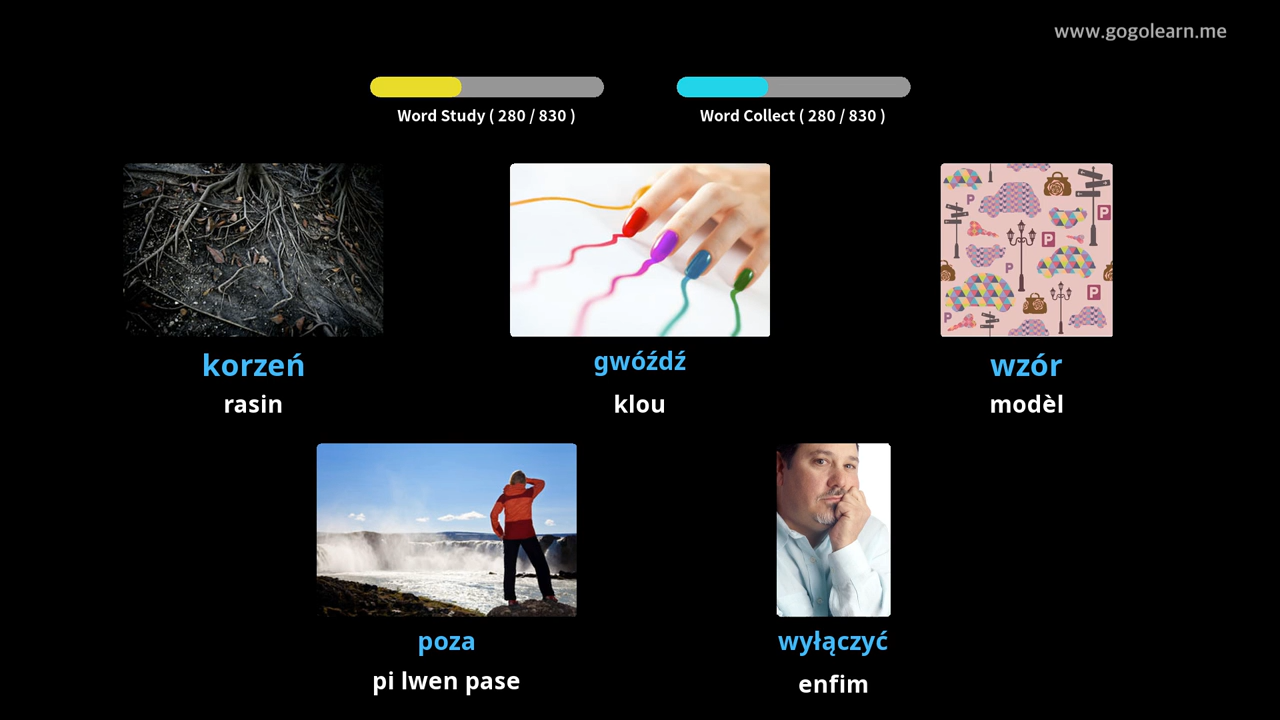 www.gogolearn.me
Word Study ( 280 / 830 )
Word Collect ( 280 / 830 )
P
P
P
P
P
P
korzeń
gwóźdź
wzór
rasin
klou
modèl
poza
wyłączyć
pi lwen pase
enfim